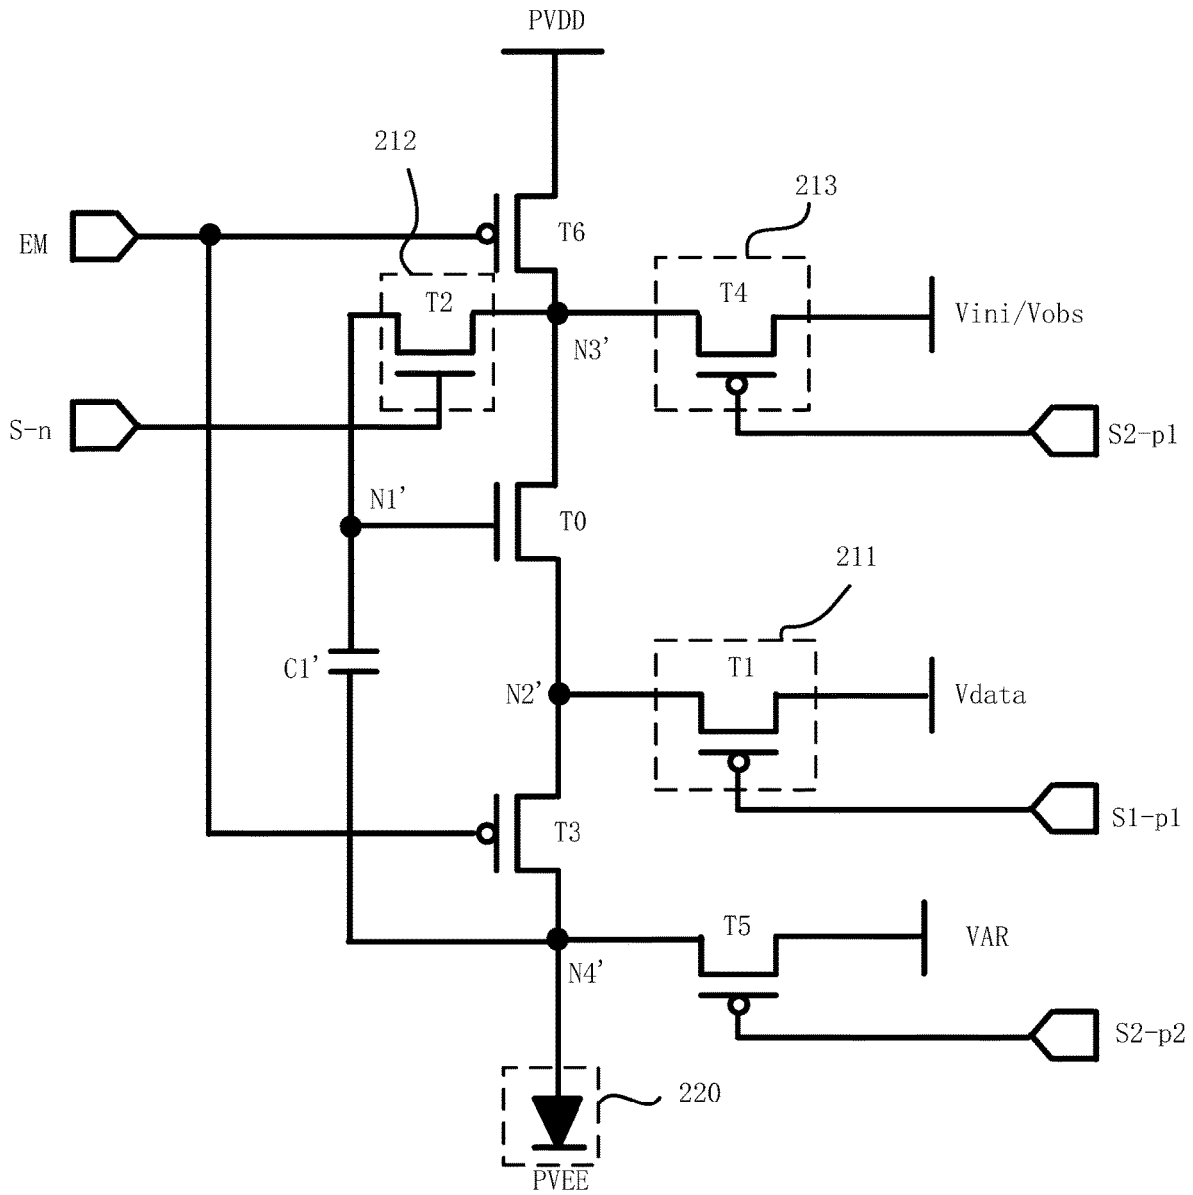 PVDD
212
213
EM
T6
T2
T4
Vini/Vobs
N3'
S-n
S2-p1
N1'
T0
211
C1'
T1
N2'
Vdata
T3
S1-p1
T5
VAR
N4'
S2-p2
220
PVEE